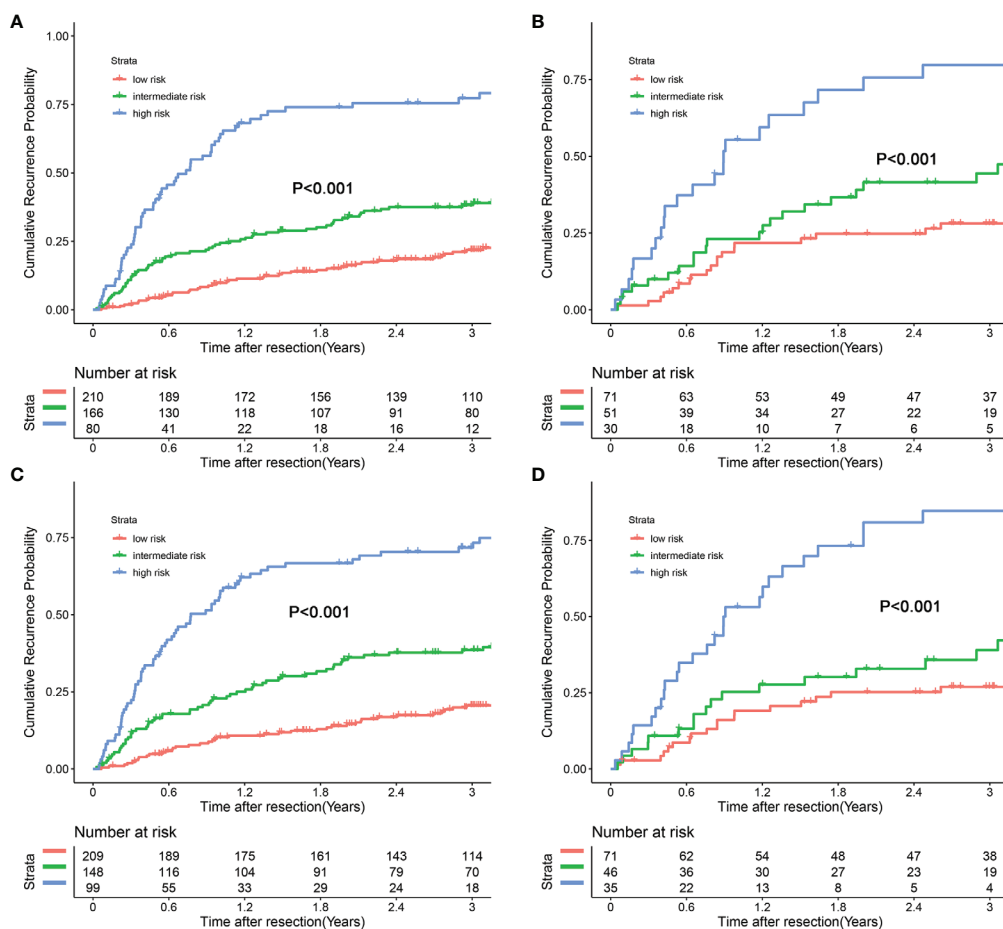 A
Cumulative Recurrence Probability
1.00
0.75
0.50
0.25
0.00
Strata
low risk
intermediate risk
high risk
P<0.001
0 0.6 1.2 1.8 2.4 3
Time after resection(Years)
Number at risk
Strata
210 189 172 156 139 110
166 130 118 107 91 80
80 41 22 18 16 12
0 0.6 1.2 1.8 2.4 3
Time after resection(Years)
B
Cumulative Recurrence Probability
0.75
0.50
0.25
0.00
Strata
low risk
intermediate risk
high risk
P<0.001
0 0.6 1.2 1.8 2.4 3
Time after resection(Years)
Number at risk
Strata
71 63 53 49 47 37
51 39 34 27 22 19
30 18 10 7 6 5
0 0.6 1.2 1.8 2.4 3
Time after resection(Years)
C
Cumulative Recurrence Probability
0.75
0.50
0.25
0.00
Strata
low risk
intermediate risk
high risk
P<0.001
0 0.6 1.2 1.8 2.4 3
Time after resection(Years)
Number at risk
Strata
209 189 175 161 143 114
148 116 104 91 79 70
99 55 33 29 24 18
0 0.6 1.2 1.8 2.4 3
Time after resection(Years)
D
Cumulative Recurrence Probability
0.75
0.50
0.25
0.00
Strata
low risk
intermediate risk
high risk
P<0.001
0 0.6 1.2 1.8 2.4 3
Time after resection(Years)
Number at risk
Strata
71 62 54 48 47 38
46 36 30 27 23 19
35 22 13 8 5 4
0 0.6 1.2 1.8 2.4 3
Time after resection(Years)